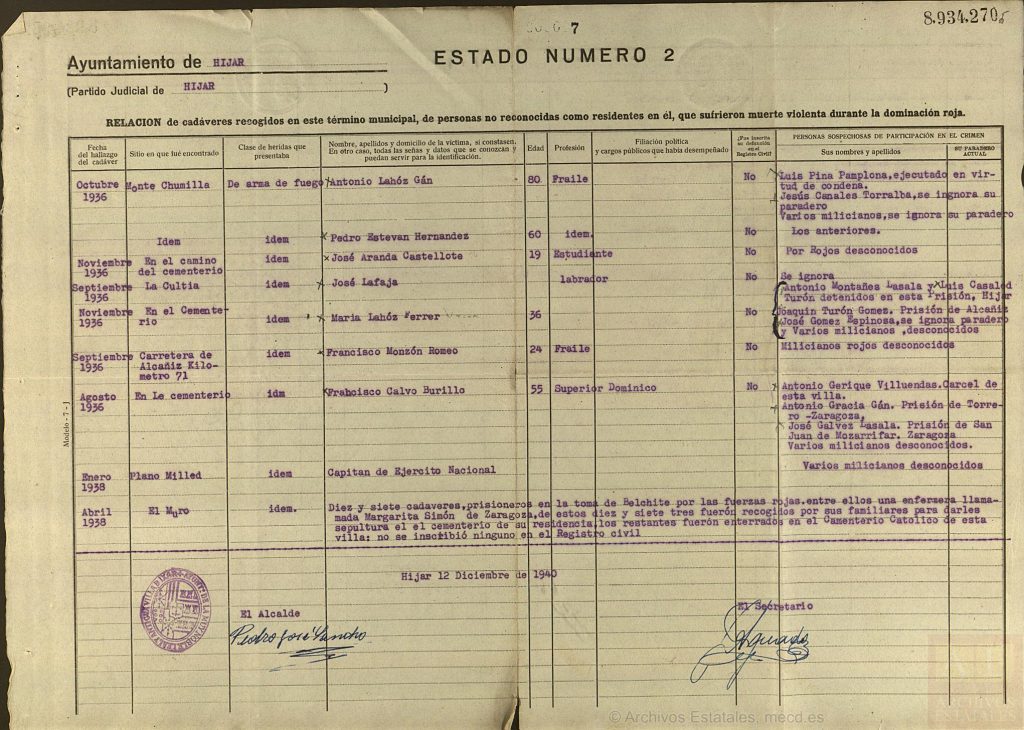 7
8.934.270
Ayuntamiento de HIJAR
ESTADO NUMERO 2
(Partido Judicial de HIJAR )
RELACION de cadáveres recogidos en este término municipal, de personas no reconocidas como residentes en él, que sufrieron muerte violenta durante la dominación roja.
Fecha del hallazgo del cadáver
Sitio en que fué encontrado
Clase de heridas que presentaba
Nombre, apellidos y domicilio de la víctima, si constasen. En otro caso, todas las señas y datos que se conozcan y puedan servir para la identificación.
Edad
Profesión
Filiación política y cargos públicos que había desempeñado
¿Fue inscrita su defunción en el Registro Civil?
PERSONAS SOSPECHOSAS DE PARTICIPACIÓN EN EL CRIMEN
Sus nombres y apellidos
SU PARADERO ACTUAL
Octubre 1936 Monte Chumilla De arma de fuego Antonio Lahóz Gán 80 Fraile No Luis Pina Pamplona,ejecutado en vir-
tud de condena.
Jesús Canales Torralba,se ingnora su
paradero
Varios milicianos,se ignora su paradero
Idem idem Pedro Estevan Hernandez 60 idem. No Los anteriores.
Noviembre 1936 En el camino del cementerio idem José Aranda Castellote 19 Estudiante No Por Rojos desconocidos
Septiembre 1936 La Cultia idem José Lafaja labrador No Se ignora
Antonio Montañes Lasala y Luis Casaled
Turón detenidos en esta Prisión, Hijar
Noviembre 1936 En el Cemente-rio idem Maria Lahóz Ferrer 36 No Joaquin Turón Gomez. Prisión de Alcañiz
José Gomez Espinosa,se ignora paradero
y Varios milicianos ,desconocidos
Septiembre 1936 Carretera de Alcañiz Kilo-metro 71 idem Francisco Monzón Romeo 24 Fraile No Milicianos rojos desconocidos
Agosto 1936 En Le cementerio idm Francisco Calvo Burillo 55 Superior Dominico No Antonio Gerique Villuendas.Carcel de
esta villa.
Antonio Gracia Gán. Prisión de Torre-
ro -Zaragoza,
José Galvez Lasala. Prisión de San
Juan de Mozarrifar. Zaragoza
Varios milicianos desconocidos.
Enero 1938 Plano Milled idem Capitan de Ejercito Nacional Varios milicianos desconocidos
Abril 1938 El Muro idem. Diez y siete cadaveres,prisioneros en la toma de Belchite por las fuerzas rojas.entre ellos una enfermera llama-
mada Margarita Simón de Zaragoza,de estos diez y siete tres fuerón recogidos por sus familiares para darles
sepultura el el cementerio de su residencia.los restantes fuerón enterrados en el Camenterio Catolico de esta
villa: no se inscribió ninguno en el Registro civil
Modelo - 7 - J
Hijar 12 Diciembre de 1940
El Alcalde
El Secretario
Pedro José Sancho
© Archivos Estatales, mecd.es